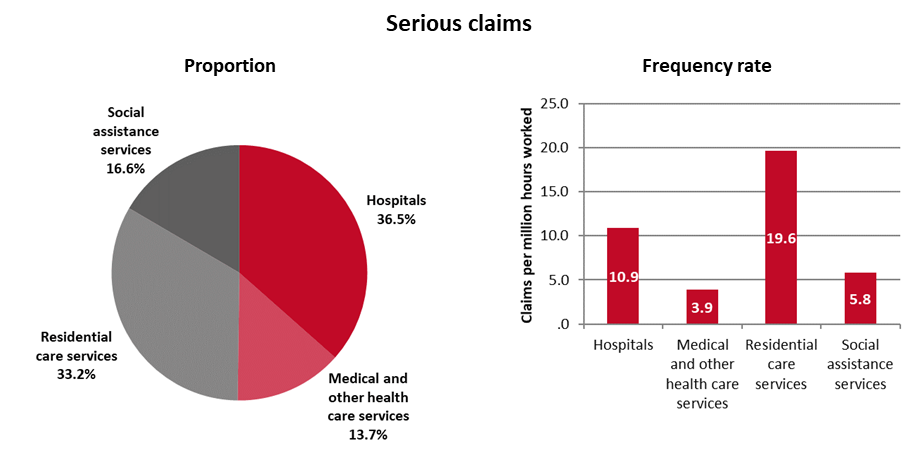 Serious claims
Proportion
Social
assistance
services
16.6%
Hospitals
36.5%
Residential
care services
33.2%
Medical and
other health
care services
13.7%
Frequency rate
Claims per million hours worked
25.0
20.0
15.0
10.0
5.0
.0
10.9
3.9
19.6
5.8
Hospitals
Medical
and other
health care
services
Residential
care
services
Social
assistance
services